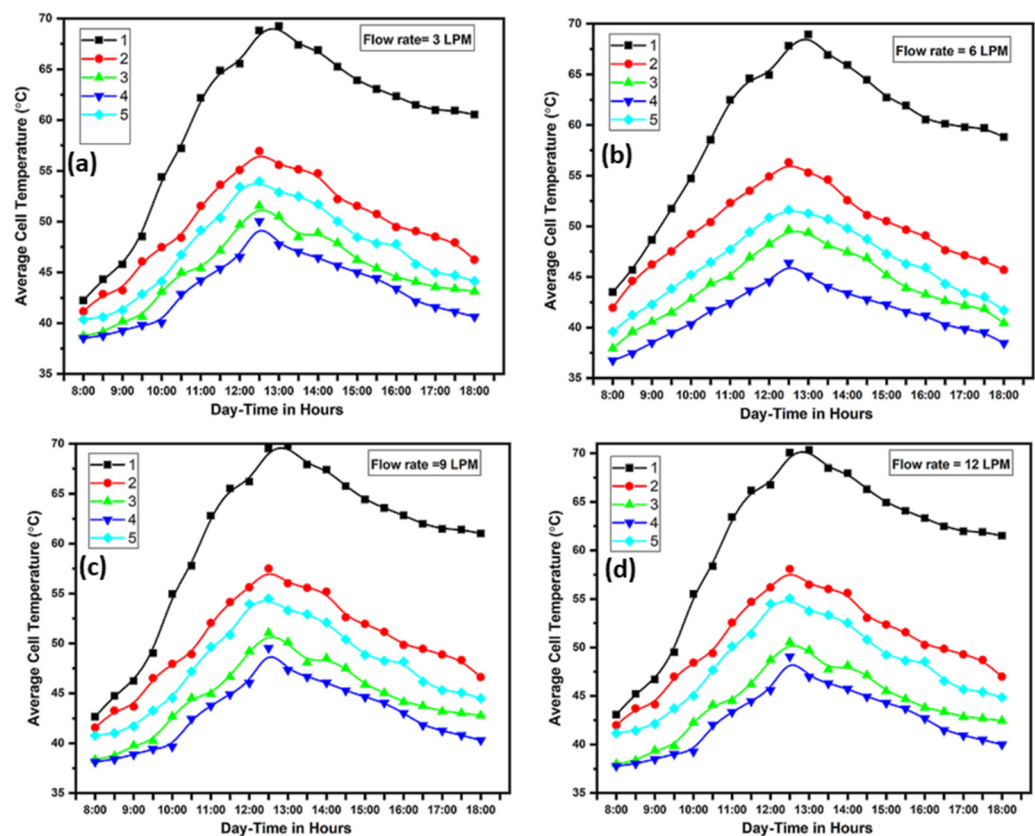 70
65
60
55
50
45
40
35
Average Cell Temperature (°C)
1
2
3
4
5
Flow rate= 3 LPM
(a)
8:00 9:00 10:00 11:00 12:00 13:00 14:00 15:00 16:00 17:00 18:00
Day-Time in Hours
70
65
60
55
50
45
40
35
Average Cell Temperature (°C)
1
2
3
4
5
Flow rate = 6 LPM
(b)
8:00 9:00 10:00 11:00 12:00 13:00 14:00 15:00 16:00 17:00 18:00
Day-Time in Hours
70
65
60
55
50
45
40
35
Average Cell Temperature (°C)
1
2
3
4
5
Flow rate =9 LPM
(c)
8:00 9:00 10:00 11:00 12:00 13:00 14:00 15:00 16:00 17:00 18:00
Day-Time in Hours
70
65
60
55
50
45
40
35
Average Cell Temperature (°C)
1
2
3
4
5
Flow rate = 12 LPM
(d)
8:00 9:00 10:00 11:00 12:00 13:00 14:00 15:00 16:00 17:00 18:00
Day-Time in Hours